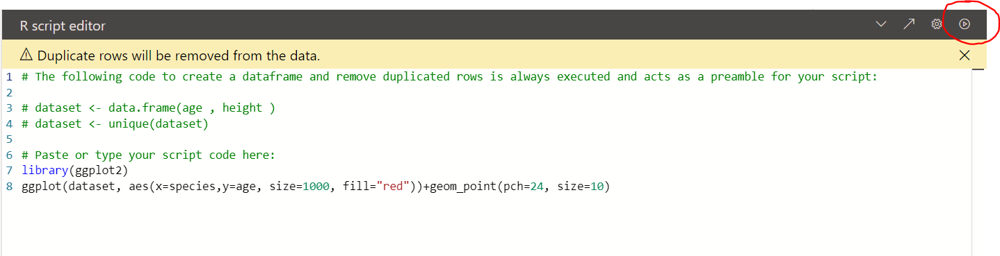 R script editor
Duplicate rows will be removed from the data.
1 # The following code to create a dataframe and remove duplicated rows is always executed and acts as a preamble for your script:
2
3 # dataset <- data.frame(age , height )
4 # dataset <- unique(dataset)
5
6 # Paste or type your script code here:
7 library(ggplot2)
8 ggplot(dataset, aes(x=species,y=age, size=1000, fill="red"))+geom_point(pch=24, size=10)